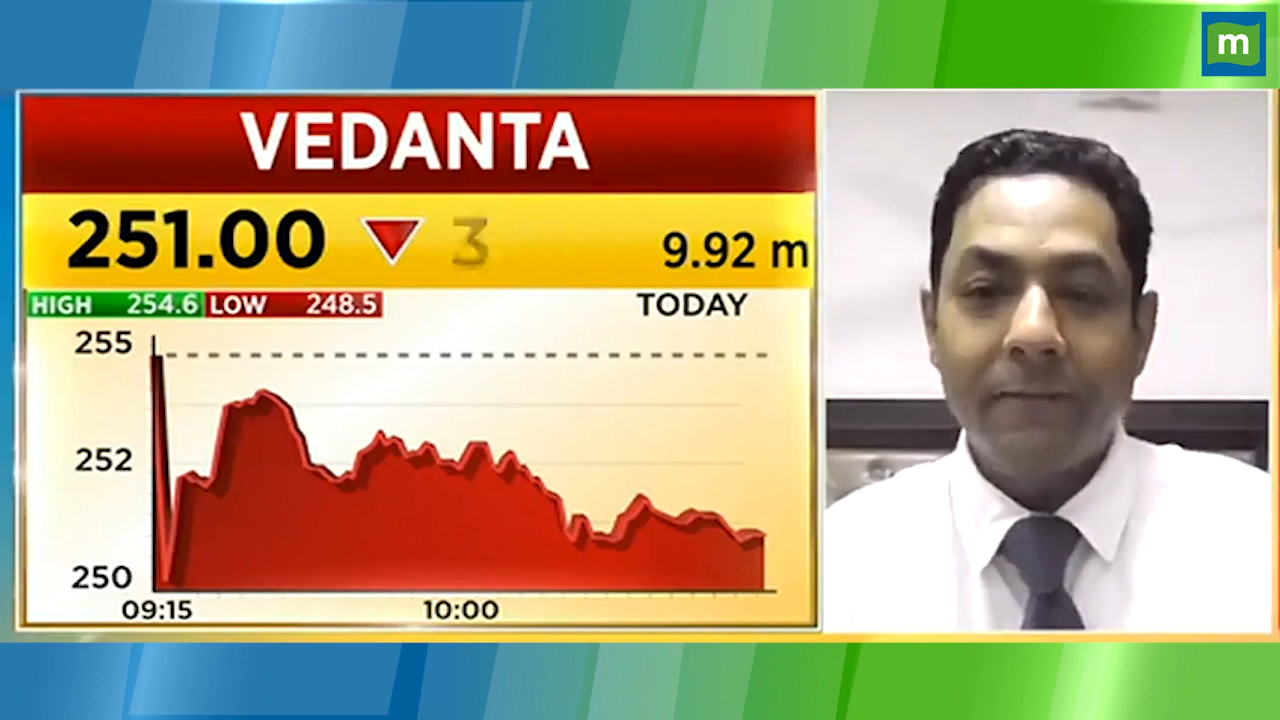 m
VEDANTA
251.00 ▼ 3 9.92 m
HIGH 254.6 LOW 248.5 TODAY
255
252
250
09:15 10:00